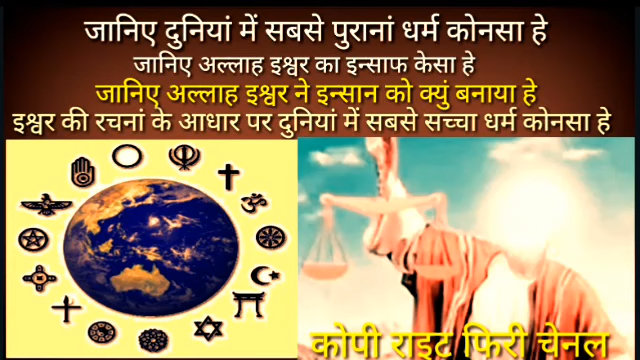 जानिए दुनियां में सबसे पुरानां धर्म कोनसा हे
जानिए अल्लाह इश्वर का इन्साफ केसा हे
जानिए अल्लाह इश्वर ने इन्सान को क्युं बनाया हे
इश्वर की रचनां के आधार पर दुनियां में सबसे सच्चा धर्म कोनसा हे
कोपी राइट फिरी चेनल